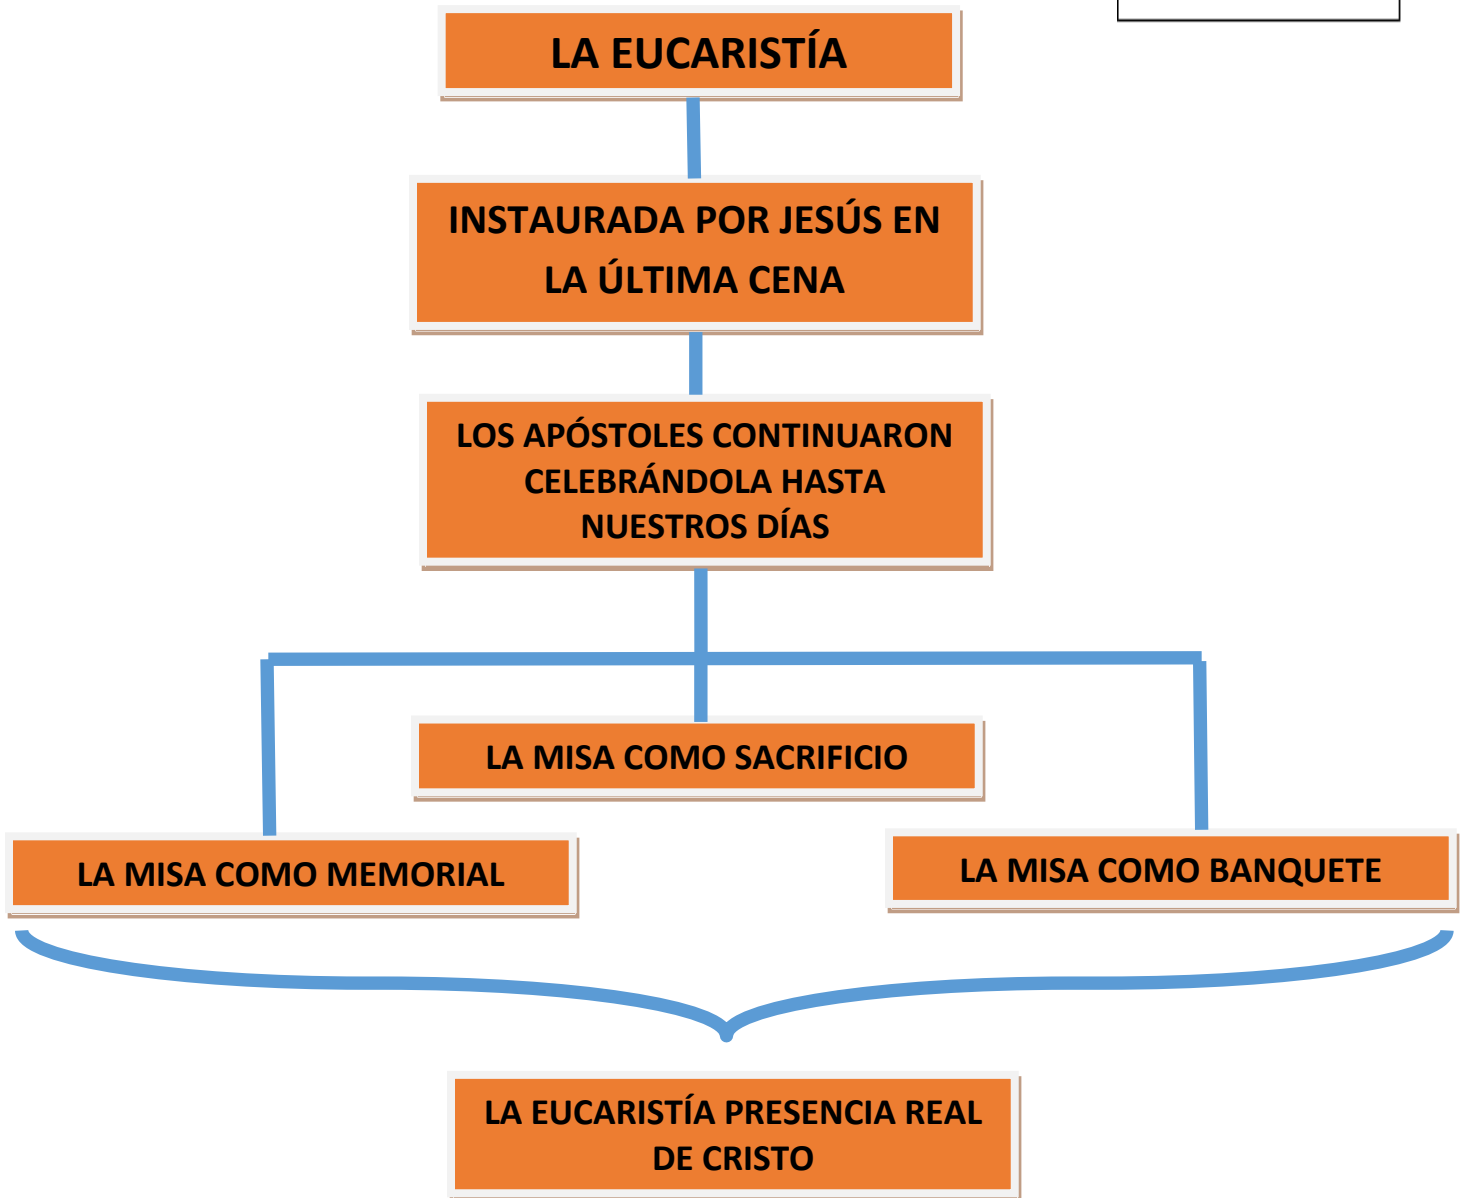 LA EUCARISTÍA
INSTAURADA POR JESÚS EN
LA ÚLTIMA CENA
LOS APÓSTOLES CONTINUARON
CELEBRÁNDOLA HASTA
NUESTROS DÍAS
LA MISA COMO SACRIFICIO
LA MISA COMO MEMORIAL
LA MISA COMO BANQUETE
LA EUCARISTÍA PRESENCIA REAL
DE CRISTO